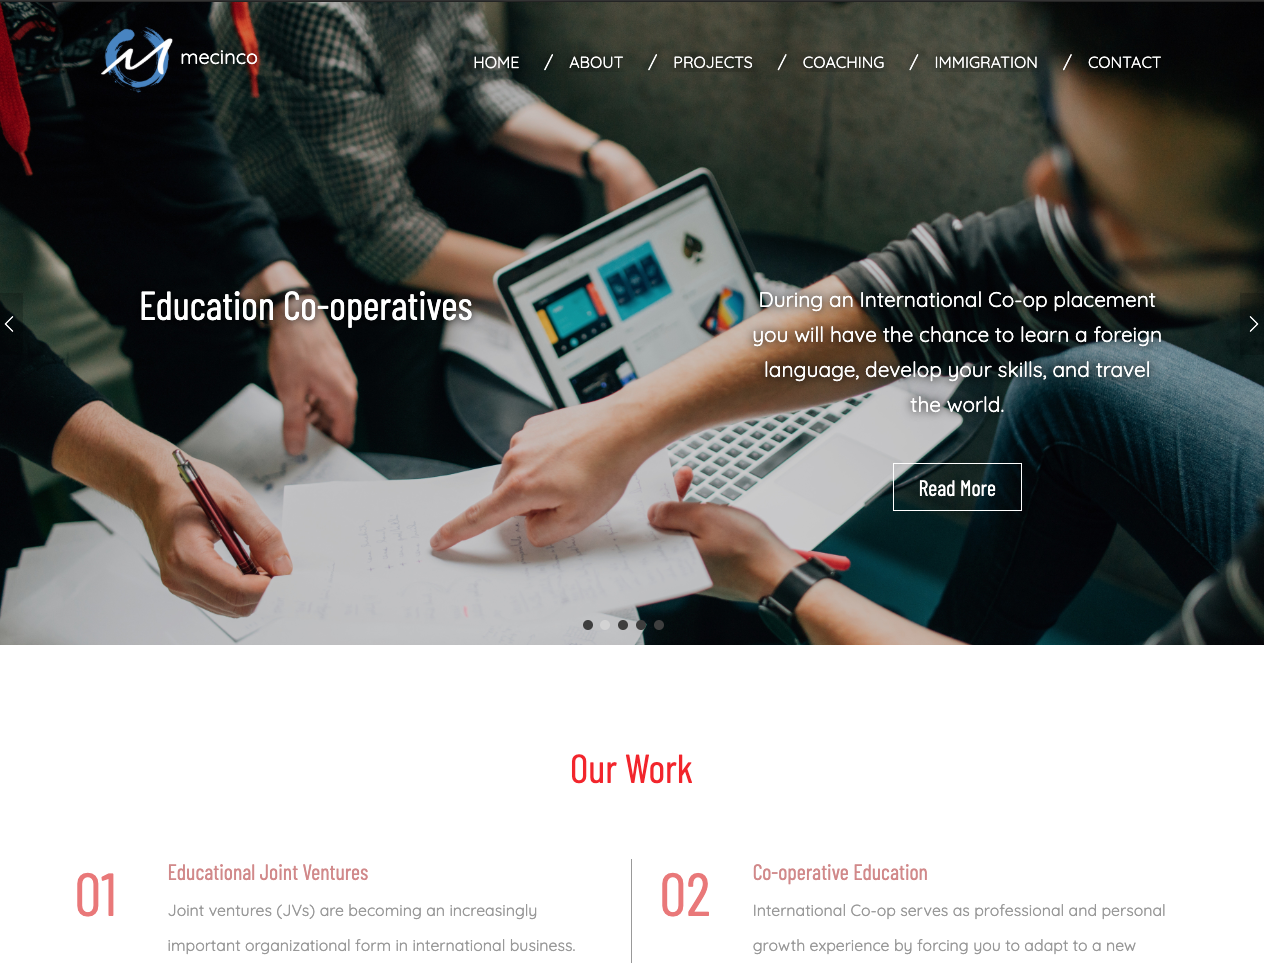 mecinco
HOME / ABOUT / PROJECTS / COACHING / IMMIGRATION / CONTACT
Education Co-operatives
During an International Co-op placement
you will have the chance to learn a foreign
language, develop your skills, and travel
the world.
Read More
Our Work
01
Educational Joint Ventures
Joint ventures (JVs) are becoming an increasingly
important organizational form in international business.
02
Co-operative Education
International Co-op serves as professional and personal
growth experience by forcing you to adapt to a new